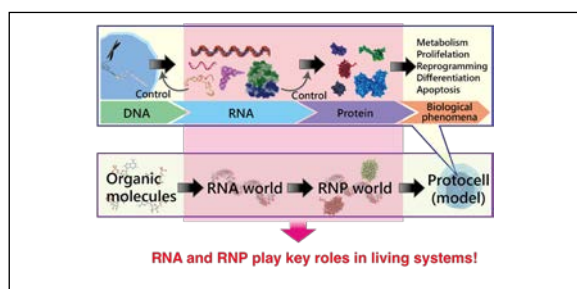 Metabolism
Prolifelation
Reprogramming
Differentiation
Apoptosis
Control
Control
DNA
RNA
Protein
Biological
phenomena
Organic
molecules
RNA world
RNP world
Protocell
(model)
RNA and RNP play key roles in living systems!